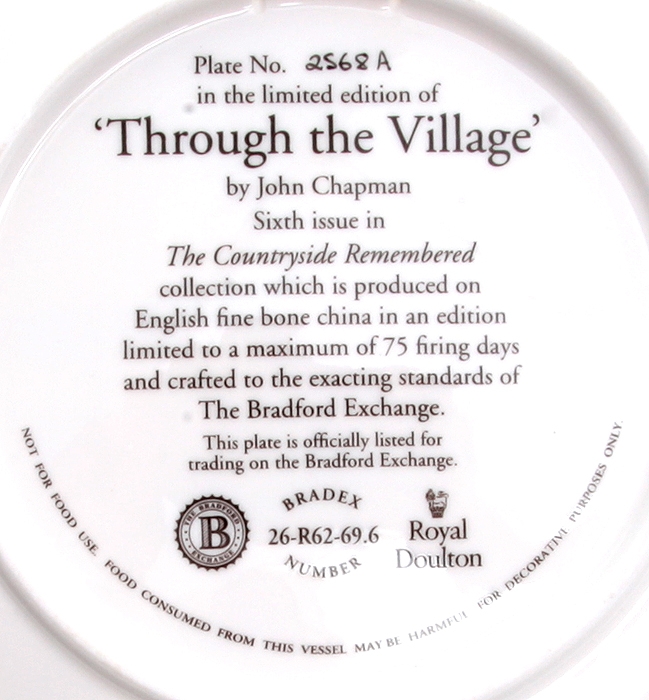 Plate No. 2568 A
in the limited edition of
‘Through the Village’
by John Chapman
Sixth issue in
The Countryside Remembered
collection which is produced on
English fine bone china in an edition
limited to a maximum of 75 firing days
and crafted to the exacting standards of
The Bradford Exchange.
This plate is officially listed for
trading on the Bradford Exchange.
THE BRADFORD
B
EXCHANGE
BRADEX
26-R62-69.6
NUMBER
Royal
Doulton
NOT FOR FOOD USE. FOOD CONSUMED FROM THIS VESSEL MAY BE HARMFUL. FOR DECORATIVE PURPOSES ONLY.